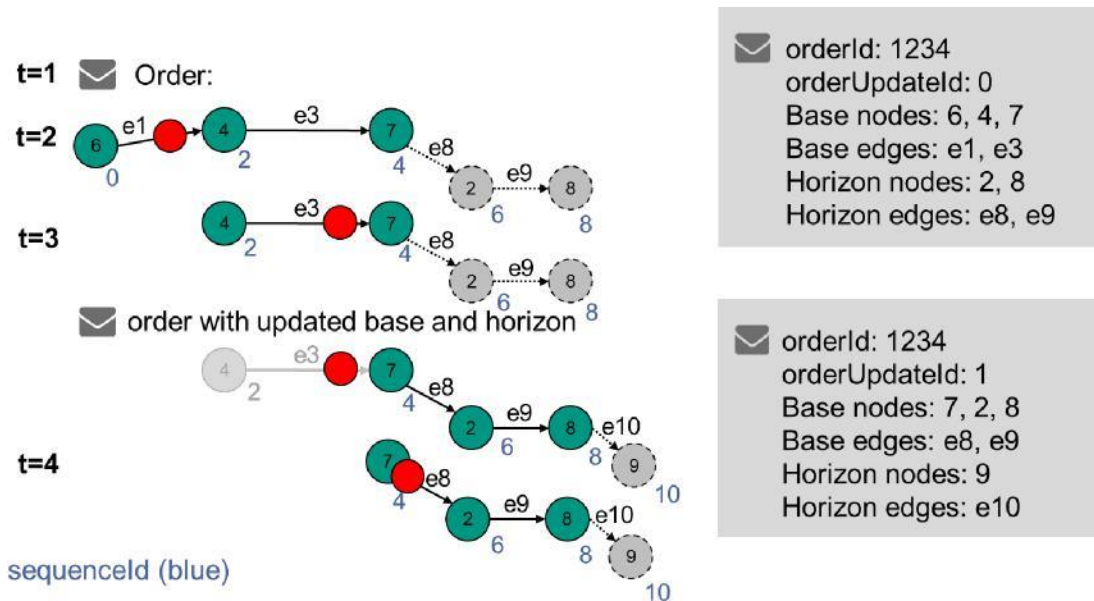 t=1 Order:
t=2
6 e1 4 e3 7 e8 2 e9 8
0 2 4 6 8
t=3
4 e3 7 e8 2 e9 8
2 4 6 8
order with updated base and horizon
4 e3 7 e8 2 e9 8 e10 9
2 4 6 8 10
t=4
7 e8 2 e9 8 e10 9
4 6 8 10
sequenceId (blue)
orderId: 1234
orderUpdateId: 0
Base nodes: 6, 4, 7
Base edges: e1, e3
Horizon nodes: 2, 8
Horizon edges: e8, e9
orderId: 1234
orderUpdateId: 1
Base nodes: 7, 2, 8
Base edges: e8, e9
Horizon nodes: 9
Horizon edges: e10